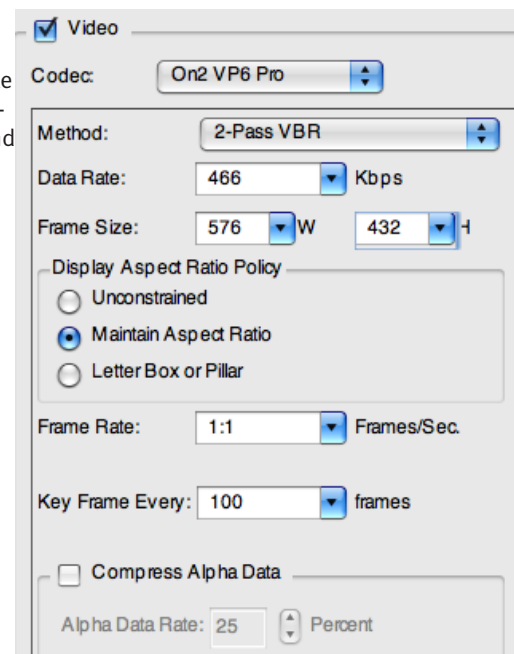 Video
e
Codec: On2 VP6 Pro
-
d
Method: 2-Pass VBR
Data Rate: 466 Kbps
Frame Size: 576 W 432 H
Display Aspect Ratio Policy
Unconstrained
Maintain Aspect Ratio
Letter Box or Pillar
Frame Rate: 1:1 Frames/Sec.
Key Frame Every: 100 frames
Compress Alpha Data
Alpha Data Rate: 25 Percent